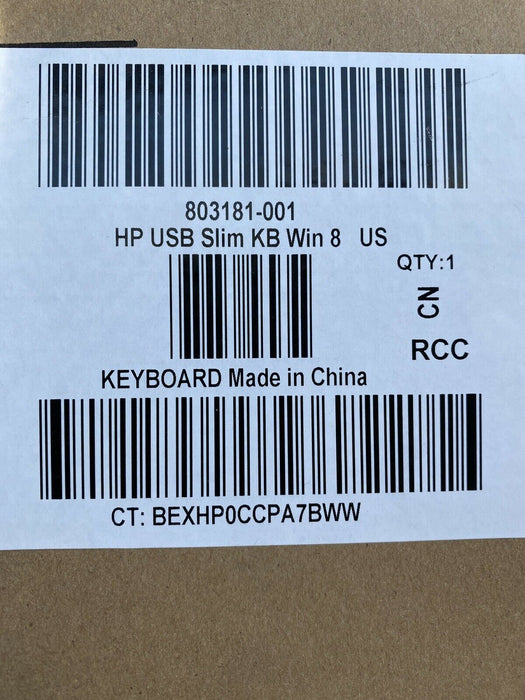 803181-001
HP USB Slim KB Win 8 US
QTY:1
CN
RCC
KEYBOARD Made in China
CT: BEXHP0CCPA7BWW